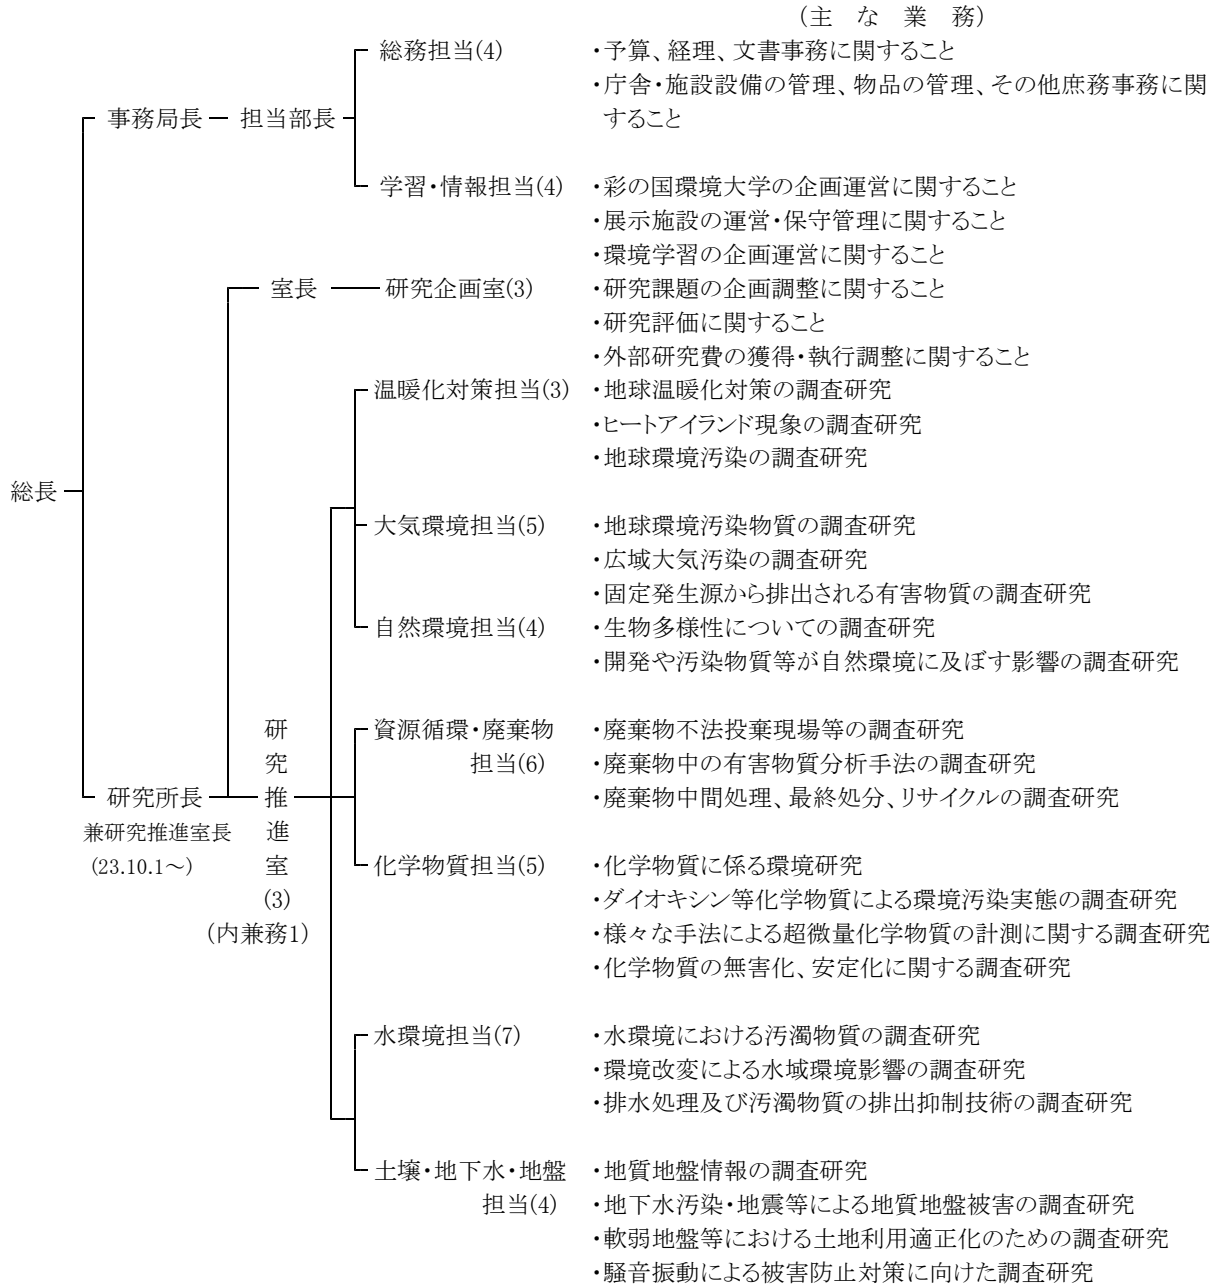 (主 な 業 務)
総務担当(4) ・予算、経理、文書事務に関すること
・庁舎・施設設備の管理、物品の管理、その他庶務事務に関
すること
事務局長 担当部長
学習・情報担当(4) ・彩の国環境大学の企画運営に関すること
・展示施設の運営・保守管理に関すること
・環境学習の企画運営に関すること
室長 研究企画室(3) ・研究課題の企画調整に関すること
・研究評価に関すること
・外部研究費の獲得・執行調整に関すること
温暖化対策担当(3) ・地球温暖化対策の調査研究
・ヒートアイランド現象の調査研究
・地球環境汚染の調査研究
総長
大気環境担当(5) ・地球環境汚染物質の調査研究
・広域大気汚染の調査研究
・固定発生源から排出される有害物質の調査研究
自然環境担当(4) ・生物多様性についての調査研究
・開発や汚染物質等が自然環境に及ぼす影響の調査研究
資源循環・廃棄物 ・廃棄物不法投棄現場等の調査研究
担当(6) ・廃棄物中の有害物質分析手法の調査研究
・廃棄物中間処理、最終処分、リサイクルの調査研究
研究所長
兼研究推進室長
(23.10.1～)
研究推進室
(3)
(内兼務1)
化学物質担当(5) ・化学物質に係る環境研究
・ダイオキシン等化学物質による環境汚染実態の調査研究
・様々な手法による超微量化学物質の計測に関する調査研究
・化学物質の無害化、安定化に関する調査研究
水環境担当(7) ・水環境における汚濁物質の調査研究
・環境改変による水域環境影響の調査研究
・排水処理及び汚濁物質の排出抑制技術の調査研究
土壌・地下水・地盤 ・地質地盤情報の調査研究
担当(4) ・地下水汚染・地震等による地質地盤被害の調査研究
・軟弱地盤等における土地利用適正化のための調査研究
・騒音振動による被害防止対策に向けた調査研究